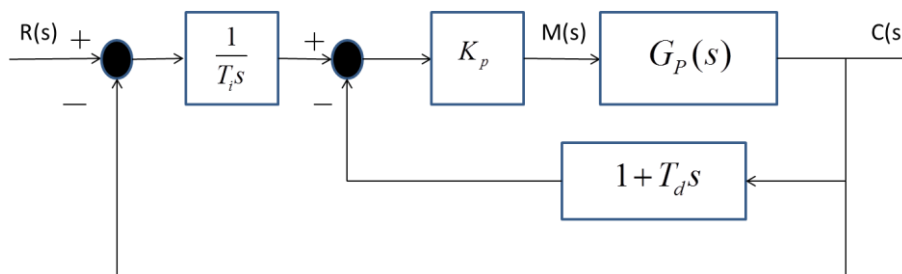 R(s)
+
−
1
T_i s
+
−
K_p
M(s)
G_P(s)
C(s
1 + T_d s